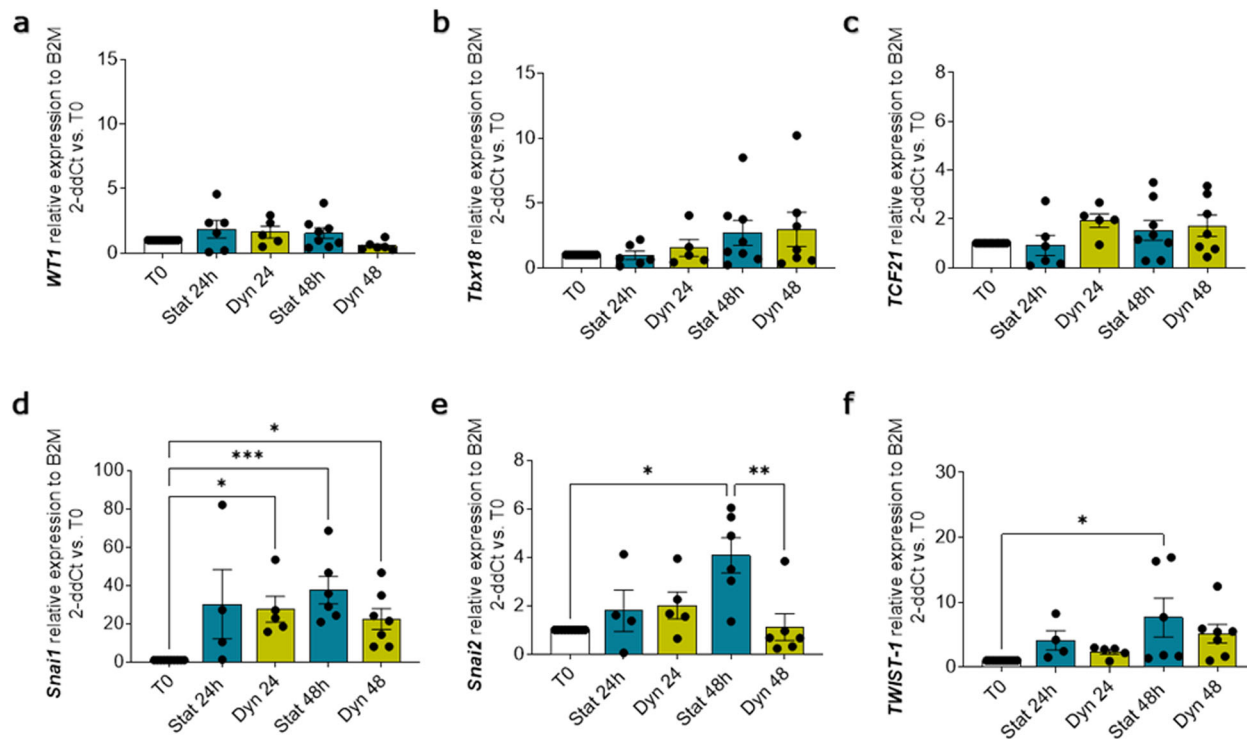 a
WT1 relative expression to B2M
2-ddCt vs. T0
15
10
5
0
T0
Stat 24h
Dyn 24
Stat 48h
Dyn 48
b
Tbx18 relative expression to B2M
2-ddCt vs. T0
15
10
5
0
T0
Stat 24h
Dyn 24
Stat 48h
Dyn 48
c
TCF21 relative expression to B2M
2-ddCt vs. T0
8
6
4
2
0
T0
Stat 24h
Dyn 24
Stat 48h
Dyn 48
d
Snai1 relative expression to B2M
2-ddCt vs. T0
100
80
60
40
20
0
*
***
*
T0
Stat 24h
Dyn 24
Stat 48h
Dyn 48
e
Snai2 relative expression to B2M
2-ddCt vs. T0
8
6
4
2
0
*
**
T0
Stat 24h
Dyn 24
Stat 48h
Dyn 48
f
TWIST-1 relative expression to B2M
2-ddCt vs. T0
30
20
10
0
*
T0
Stat 24h
Dyn 24
Stat 48h
Dyn 48